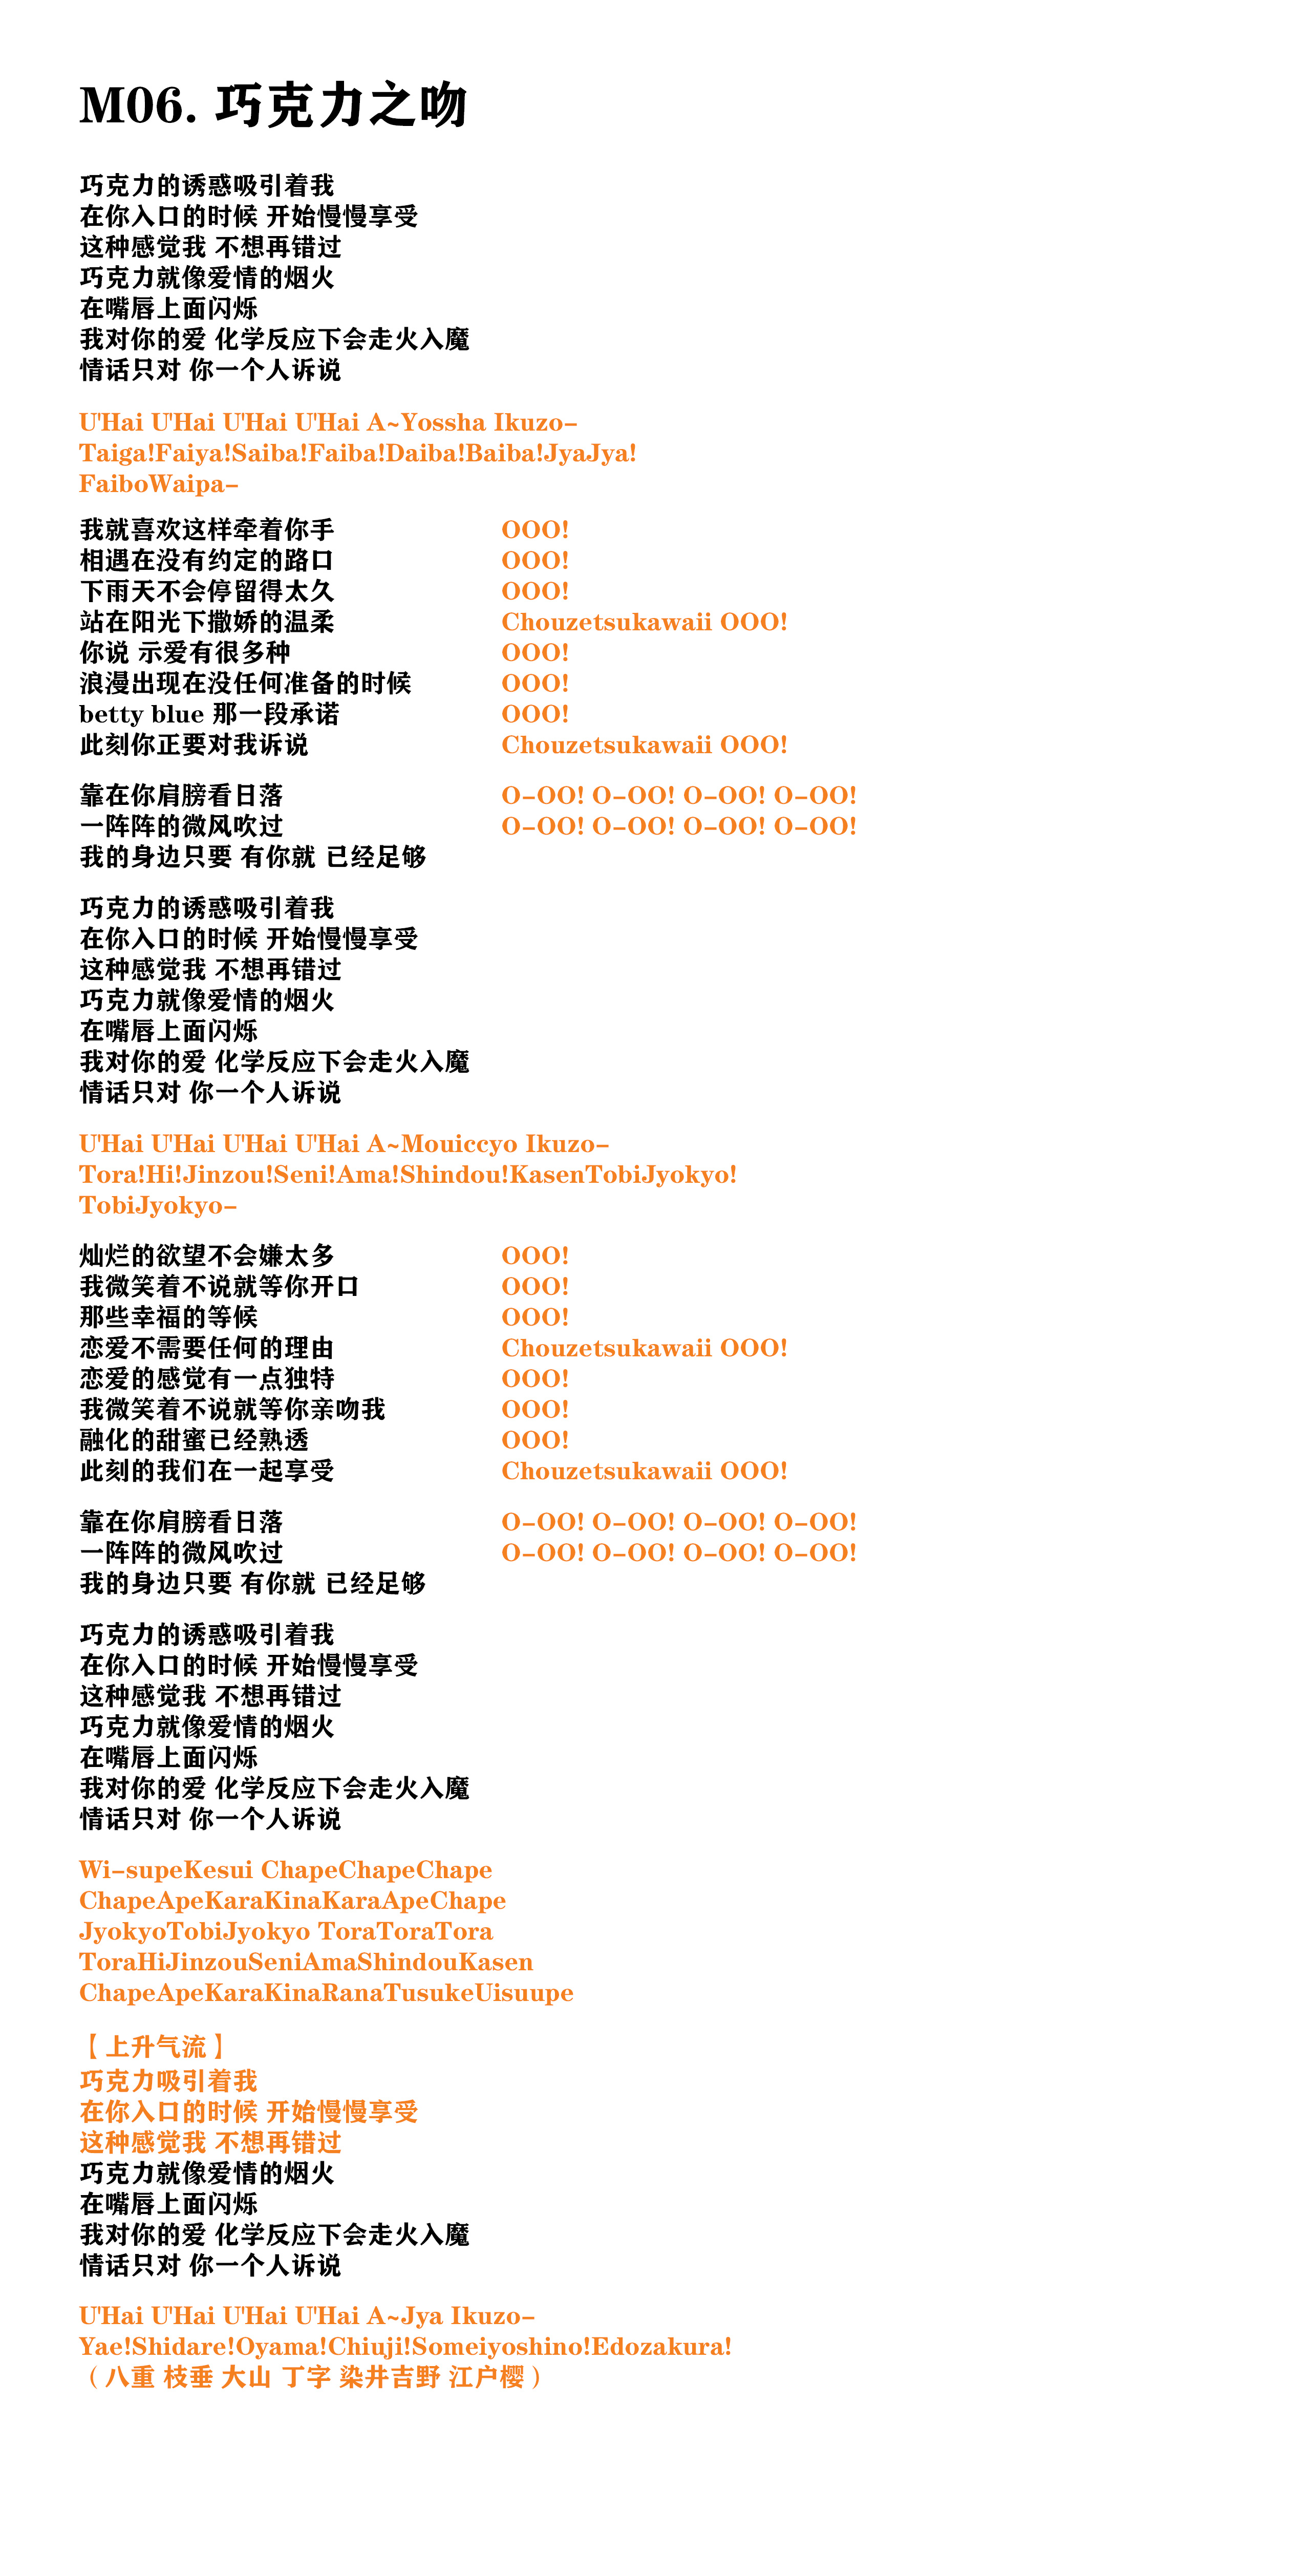 M06. 巧克力之吻
巧克力的诱惑吸引着我
在你入口的时候 开始慢慢享受
这种感觉我 不想再错过
巧克力就像爱情的烟火
在嘴唇上面闪烁
我对你的爱 化学反应下会走火入魔
情话只对 你一个人诉说
U'Hai U'Hai U'Hai U'Hai A~Yossha Ikuzo-
Taiga!Faiya!Saiba!Faiba!Daiba!Baiba!JyaJya!
FaiboWaipa-
我就喜欢这样牵着你手 OOO!
相遇在没有约定的路口 OOO!
下雨天不会停留得太久 OOO!
站在阳光下撒娇的温柔 Chouzetsukawaii OOO!
你说 示爱有很多种 OOO!
浪漫出现在没任何准备的时候 OOO!
betty blue 那一段承诺 OOO!
此刻你正要对我诉说 Chouzetsukawaii OOO!
靠在你肩膀看日落 O-OO! O-OO! O-OO! O-OO!
一阵阵的微风吹过 O-OO! O-OO! O-OO! O-OO!
我的身边只要 有你就 已经足够
巧克力的诱惑吸引着我
在你入口的时候 开始慢慢享受
这种感觉我 不想再错过
巧克力就像爱情的烟火
在嘴唇上面闪烁
我对你的爱 化学反应下会走火入魔
情话只对 你一个人诉说
U'Hai U'Hai U'Hai U'Hai A~Mouiccyo Ikuzo-
Tora!Hi!Jinzou!Seni!Ama!Shindou!KasenTobiJyokyo!
TobiJyokyo-
灿烂的欲望不会嫌太多 OOO!
我微笑着不说就等你开口 OOO!
那些幸福的等候 OOO!
恋爱不需要任何的理由 Chouzetsukawaii OOO!
恋爱的感觉有一点独特 OOO!
我微笑着不说就等你亲吻我 OOO!
融化的甜蜜已经熟透 OOO!
此刻的我们在一起享受 Chouzetsukawaii OOO!
靠在你肩膀看日落 O-OO! O-OO! O-OO! O-OO!
一阵阵的微风吹过 O-OO! O-OO! O-OO! O-OO!
我的身边只要 有你就 已经足够
巧克力的诱惑吸引着我
在你入口的时候 开始慢慢享受
这种感觉我 不想再错过
巧克力就像爱情的烟火
在嘴唇上面闪烁
我对你的爱 化学反应下会走火入魔
情话只对 你一个人诉说
Wi-supeKesui ChapeChapeChape
ChapeApeKaraKinaKaraApeChape
JyokyoTobiJyokyo ToraToraTora
ToraHiJinzouSeniAmaShindouKasen
ChapeApeKaraKinaRanaTusukeUisuupe
【上升气流】
巧克力吸引着我
在你入口的时候 开始慢慢享受
这种感觉我 不想再错过
巧克力就像爱情的烟火
在嘴唇上面闪烁
我对你的爱 化学反应下会走火入魔
情话只对 你一个人诉说
U'Hai U'Hai U'Hai U'Hai A~Jya Ikuzo-
Yae!Shidare!Oyama!Chiuji!Someiyoshino!Edozakura!
（八重 枝垂 大山 丁字 染井吉野 江户樱）